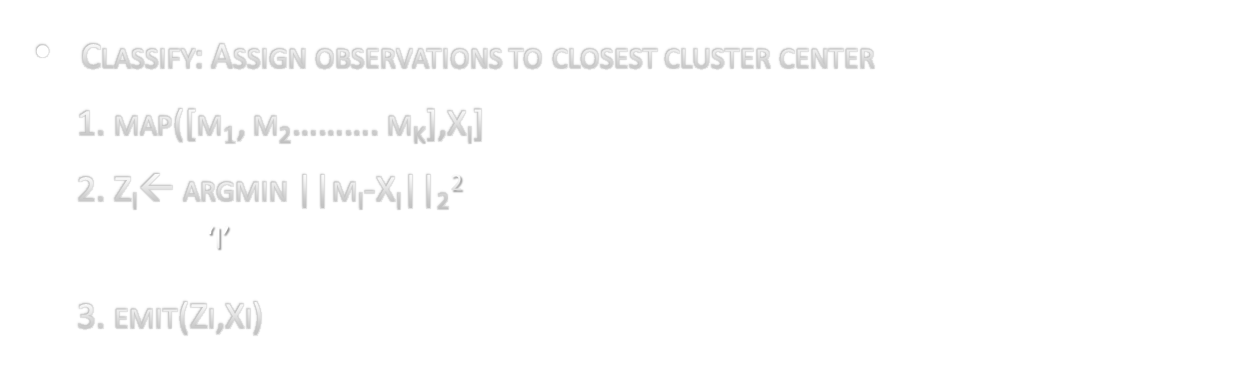 ○ CLASSIFY: ASSIGN OBSERVATIONS TO CLOSEST CLUSTER CENTER
1. MAP([M₁, M₂.......... Mₖ],Xᵢ]
2. Zᵢ← ARGMIN ||Mᵢ-Xᵢ||₂²
‘I’
3. EMIT(ZI,XI)